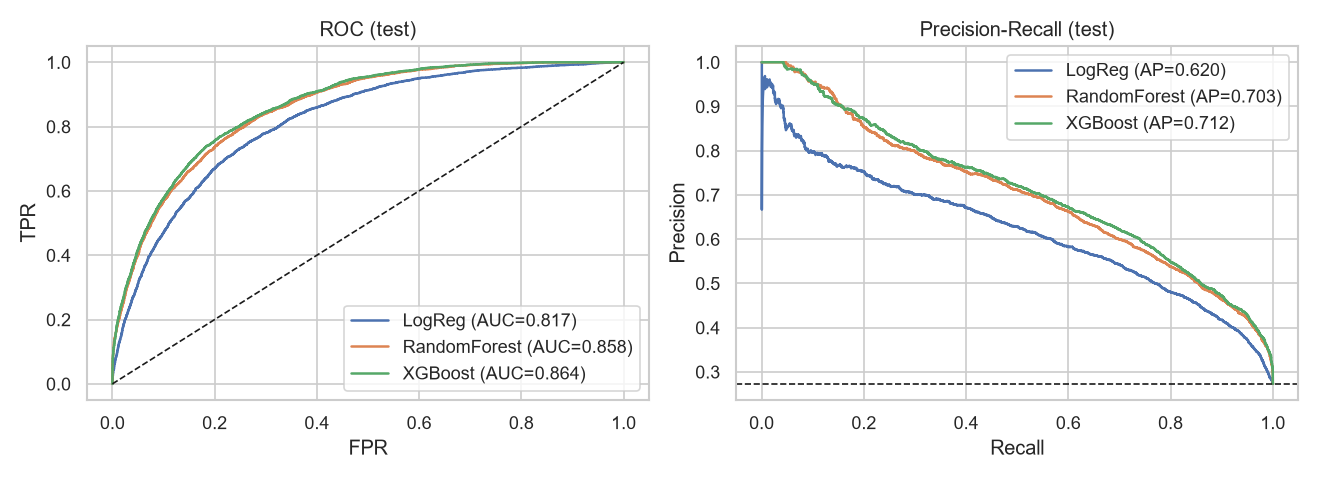 ROC (test)
1.0
0.8
0.6
0.4
0.2
0.0
TPR
0.0
0.2
0.4
0.6
0.8
1.0
FPR
LogReg (AUC=0.817)
RandomForest (AUC=0.858)
XGBoost (AUC=0.864)
Precision-Recall (test)
1.0
0.9
0.8
0.7
0.6
0.5
0.4
0.3
Precision
0.0
0.2
0.4
0.6
0.8
1.0
Recall
LogReg (AP=0.620)
RandomForest (AP=0.703)
XGBoost (AP=0.712)